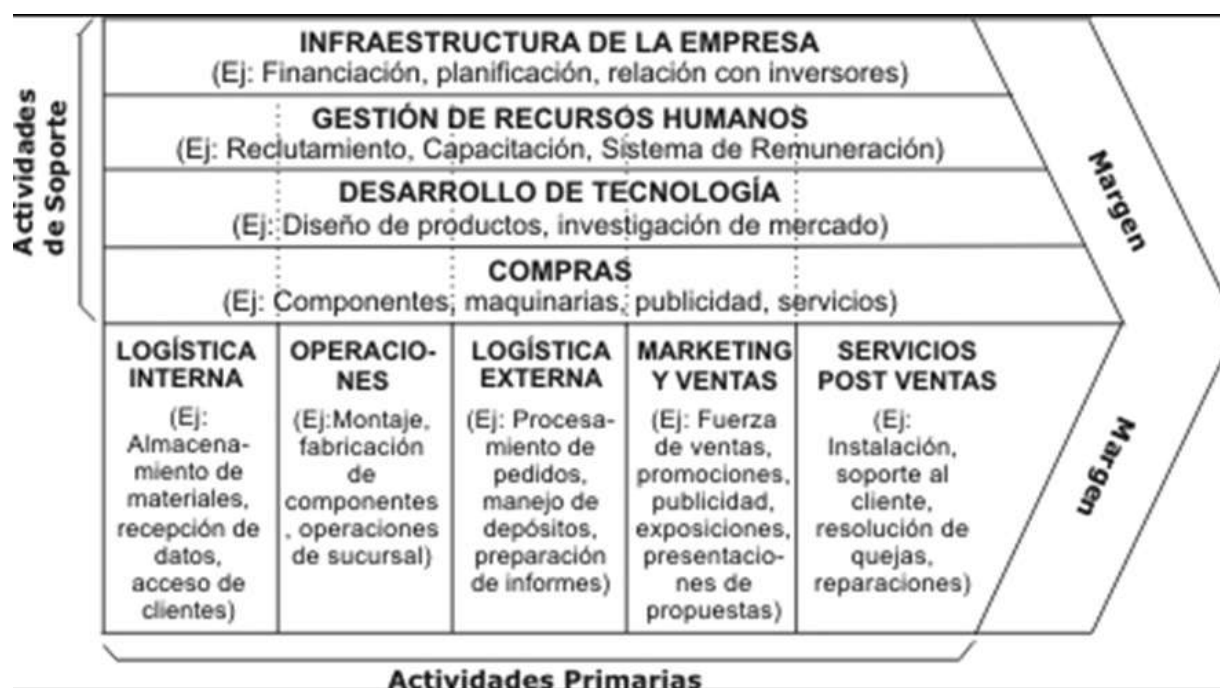 Actividades
de Soporte
INFRAESTRUCTURA DE LA EMPRESA
(Ej: Financiación, planificación, relación con inversores)
GESTIÓN DE RECURSOS HUMANOS
(Ej: Reclutamiento, Capacitación, Sistema de Remuneración)
DESARROLLO DE TECNOLOGÍA
(Ej: Diseño de productos, investigación de mercado)
COMPRAS
(Ej: Componentes, maquinarias, publicidad, servicios)
Margen
LOGÍSTICA
INTERNA
(Ej:
Almacena-
miento de
materiales,
recepción de
datos,
acceso de
clientes)
OPERACIO-
NES
(Ej:Montaje,
fabricación
de
componentes
, operaciones
de sucursal)
LOGÍSTICA
EXTERNA
(Ej: Procesa-
miento de
pedidos,
manejo de
depósitos,
preparación
de informes)
MARKETING
Y VENTAS
(Ej: Fuerza
de ventas,
promociones,
publicidad,
exposiciones,
presentacio-
nes de
propuestas)
SERVICIOS
POST VENTAS
(Ej:
Instalación,
soporte al
cliente,
resolución de
quejas,
reparaciones)
Margen
Actividades Primarias